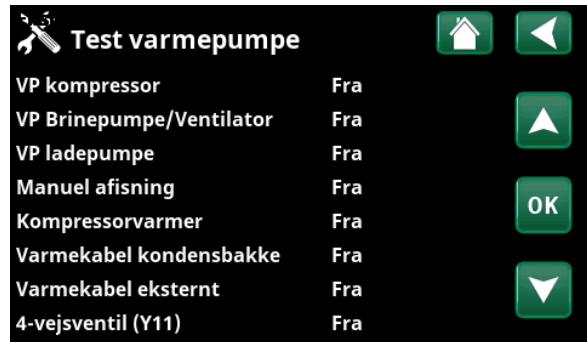 Test varmepumpe
VP kompressor Fra
VP Brinepumpe/Ventilator Fra
VP ladepumpe Fra
Manuel afisning Fra
OK
Kompressorvarmer Fra
Varmekabel kondensbakke Fra
Varmekabel eksternt Fra
4-vejsventil (Y11) Fra